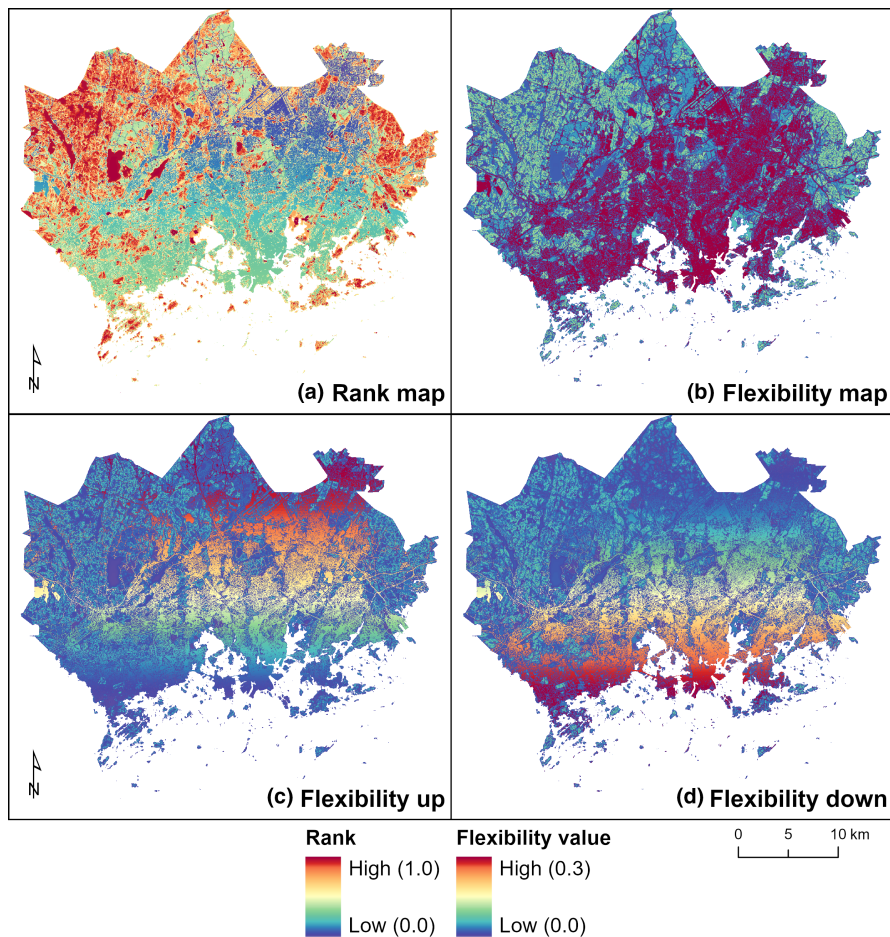 (a) Rank map
(b) Flexibility map
N
(c) Flexibility up
(d) Flexibility down
N
Rank
High (1.0)
Low (0.0)
Flexibility value
High (0.3)
Low (0.0)
0 5 10 km